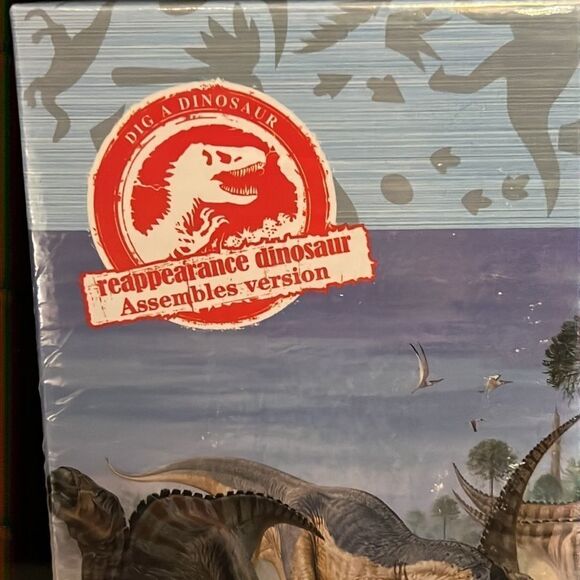 DIG A DINOSAUR
reappearance dinosaur
Assembles version